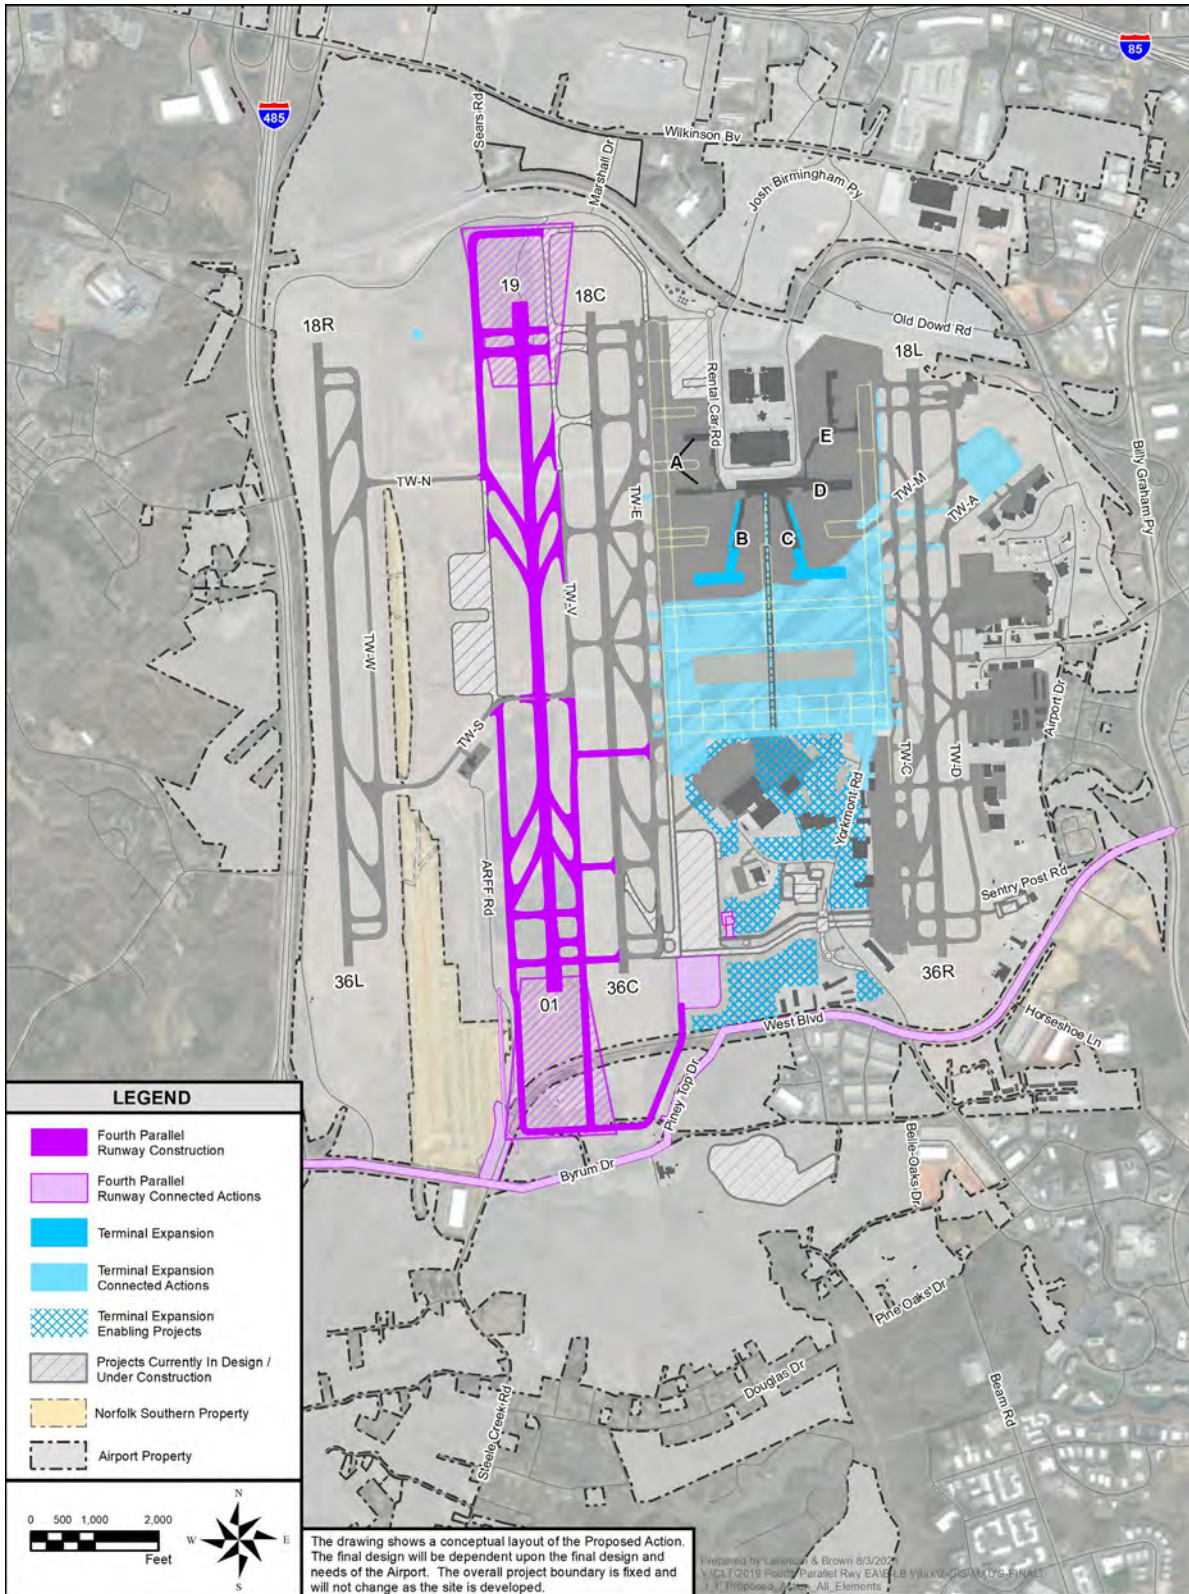 85
485
Sears Rd
Wilkinson Bv
Marshall Dr
Josh Birmingham Py
19
18C
18R
Old Dowd Rd
18L
Rental Car Rd
Billy Graham Py
E
A
TW-N
TW-E
D
TW-M
TW-A
B
C
TW-V
TW-W
TW-S
Airport Dr
TW-C
TW-D
Yorkmont Rd
ARFF Rd
Sentry Post Rd
36L
01
36C
36R
West Blvd
Horseshoe Ln
Piney Top Dr
Byrum Dr
Belle-Oaks Dr
Pine Oaks Dr
Douglas Dr
Beam Rd
Steele Creek Rd
LEGEND
Fourth Parallel
Runway Construction
Fourth Parallel
Runway Connected Actions
Terminal Expansion
Terminal Expansion
Connected Actions
Terminal Expansion
Enabling Projects
Projects Currently In Design /
Under Construction
Norfolk Southern Property
Airport Property
N
W E
S
0 500 1,000 2,000
Feet
The drawing shows a conceptual layout of the Proposed Action.
The final design will be dependent upon the final design and
needs of the Airport. The overall project boundary is fixed and
will not change as the site is developed.
Prepared by Landrum & Brown